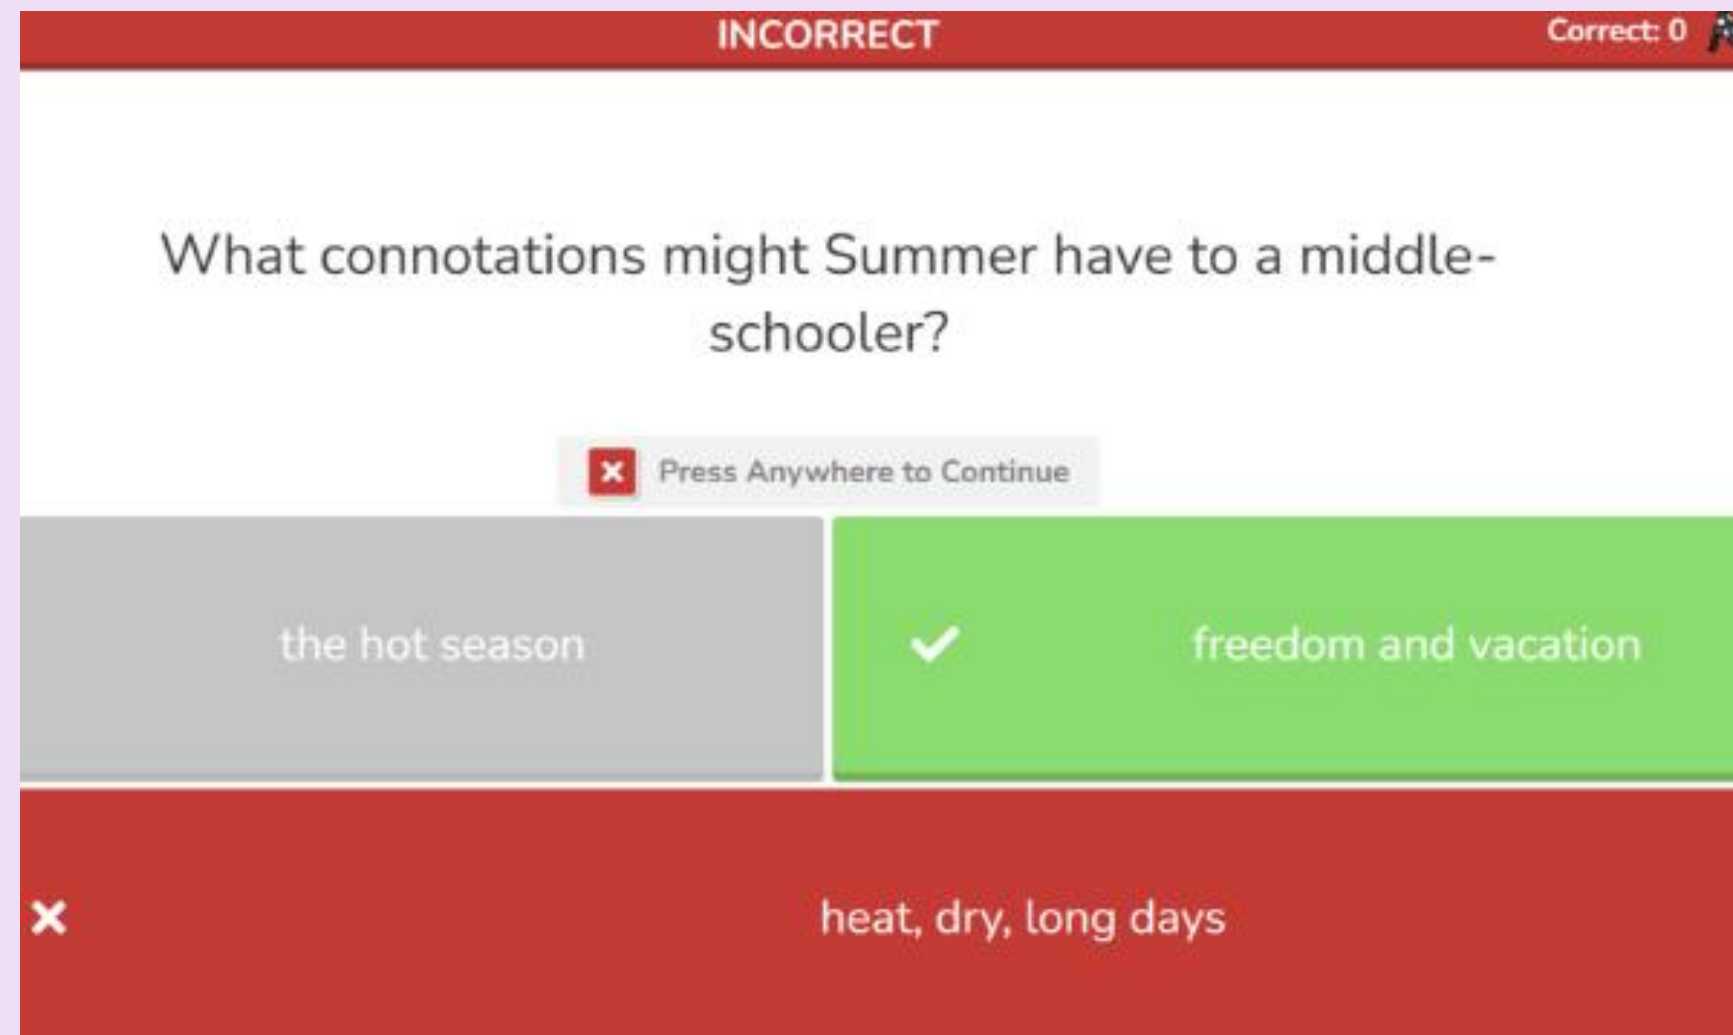 INCORRECT
Correct: 0
What connotations might Summer have to a middle-
schooler?
Press Anywhere to Continue
the hot season
freedom and vacation
heat, dry, long days